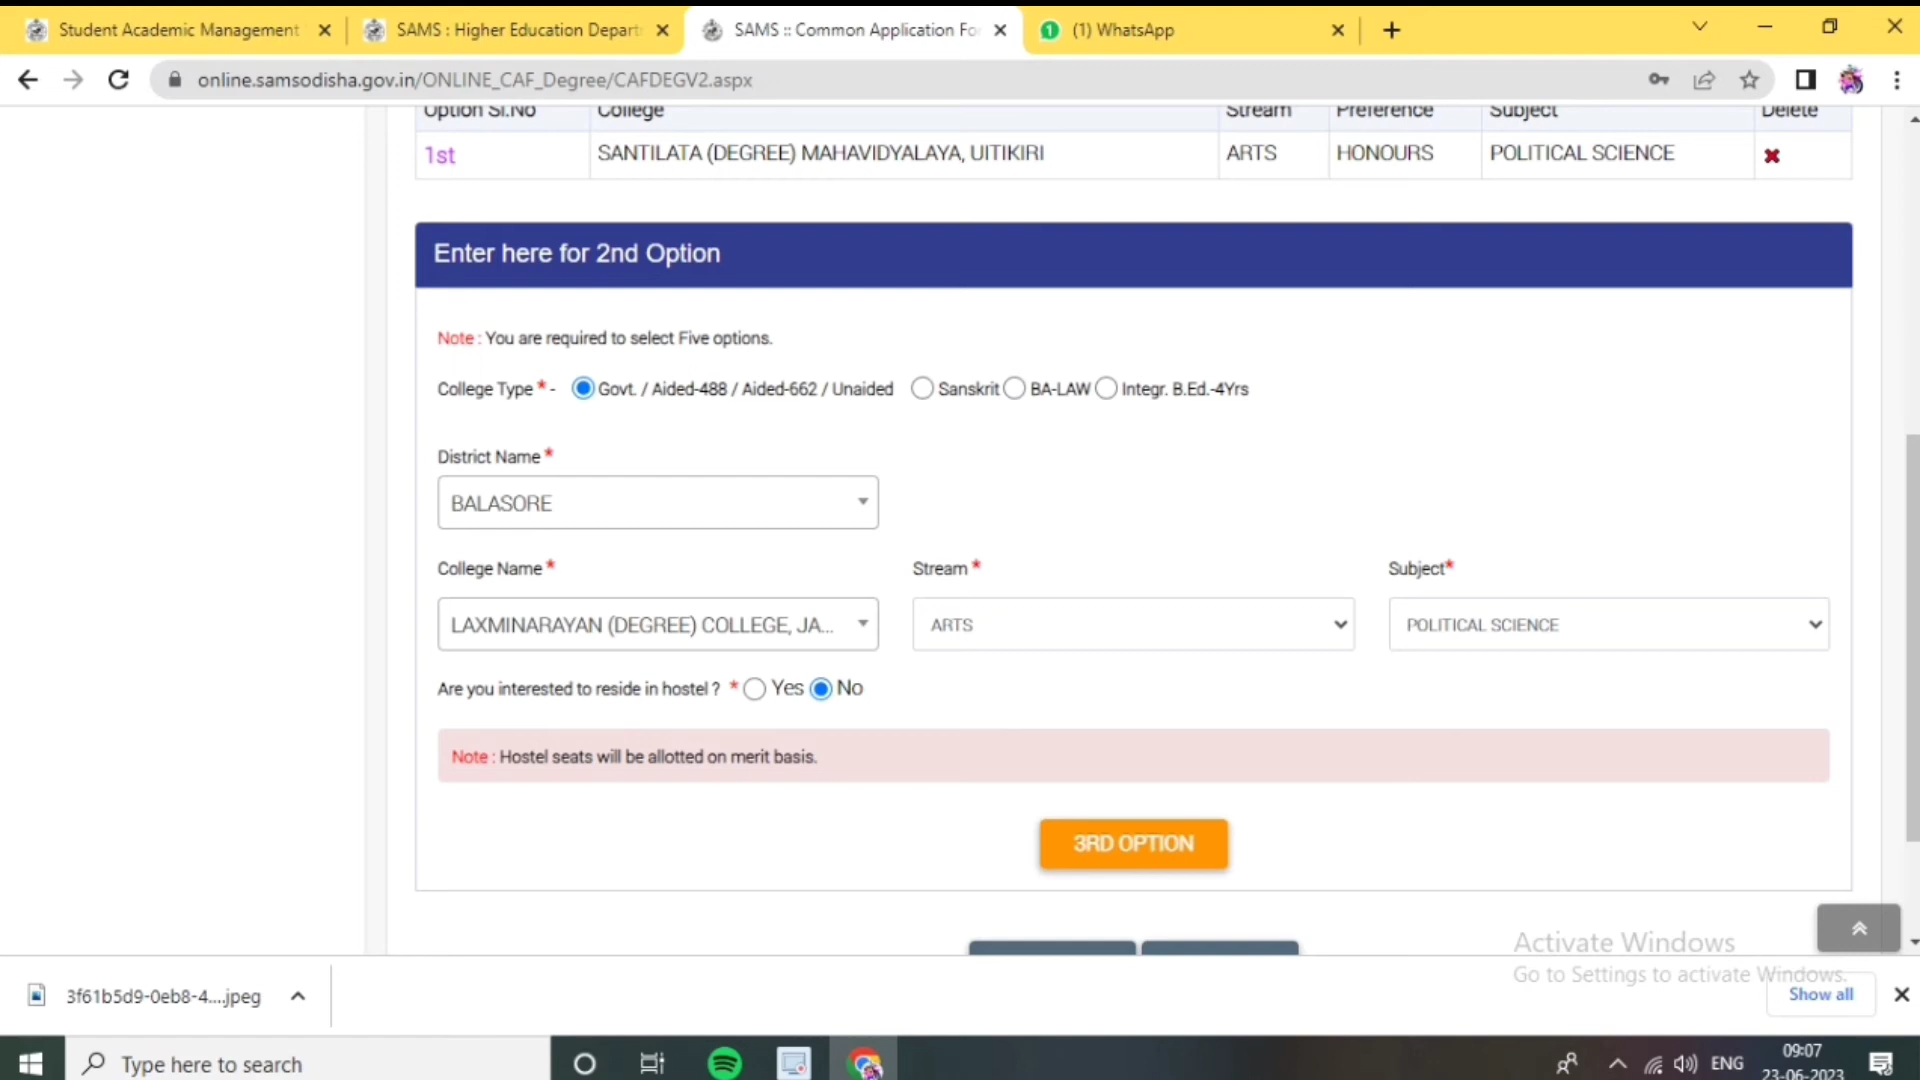 Student Academic Management
SAMS : Higher Education Depart
SAMS :: Common Application Fo
(1) WhatsApp
online.samsodisha.gov.in/ONLINE_CAF_Degree/CAFDEGV2.aspx
Option Sl.No College Stream Preference Subject Delete
1st SANTILATA (DEGREE) MAHAVIDYALAYA, UITIKIRI ARTS HONOURS POLITICAL SCIENCE
Enter here for 2nd Option
Note : You are required to select Five options.
College Type * - Govt. / Aided-488 / Aided-662 / Unaided Sanskrit BA-LAW Integr. B.Ed.-4Yrs
District Name *
BALASORE
College Name * Stream * Subject*
LAXMINARAYAN (DEGREE) COLLEGE, JA... ARTS POLITICAL SCIENCE
Are you interested to reside in hostel ? * Yes No
Note : Hostel seats will be allotted on merit basis.
3RD OPTION
Activate Windows
Go to Settings to activate Windows.
3f61b5d9-0eb8-4....jpeg
Show all
Type here to search
ENG
09:07
23-06-2023